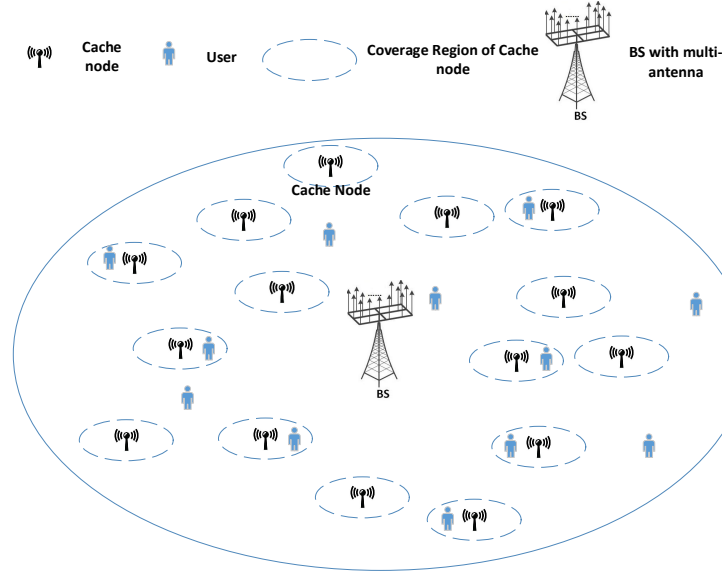 Cache
node
User
Coverage Region of Cache
node
BS with multi-
antenna
BS
Cache Node
BS